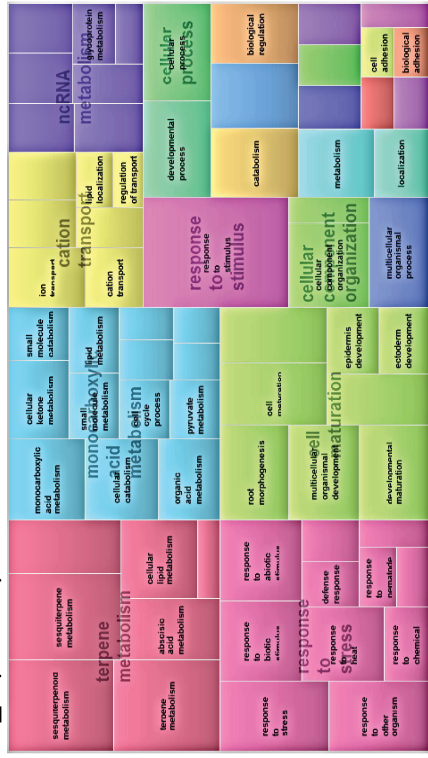 sesquiterpenoid
metabolism
sesquiterpene
metabolism
terpene
metabolism
terpene
metabolism
abscisic
acid
metabolism
cellular
lipid
metabolism
response
to
stress
response
to
biotic
stimulus
response
to
abiotic
stimulus
response
to
stress
response
to
other
organism
response
to
heat
defense
response
response
to
chemical
response
to
nematode
monocarboxylic
acid
metabolism
cellular
ketone
metabolism
small
molecule
catabolism
monocarboxylic
acid
metabolism
cellular
catabolism
small
molecule
metabolism
lipid
metabolism
organic
acid
metabolism
cell
cycle
process
pyruvate
metabolism
root
morphogenesis
cell
maturation
cell
maturation
multicellular
organismal
development
epidermis
development
developmental
maturation
ectoderm
development
ion
transport
cation
transport
cation
transport
lipid
localization
regulation
of transport
ncRNA
metabolism
glycoprotein
metabolism
response
to
stimulus
response
to
stimulus
cellular
component
organization
cellular
component
organization
multicellular
organismal
process
developmental
process
cellular
process
cellular
process
catabolism
biological
regulation
metabolism
localization
cell
adhesion
biological
adhesion